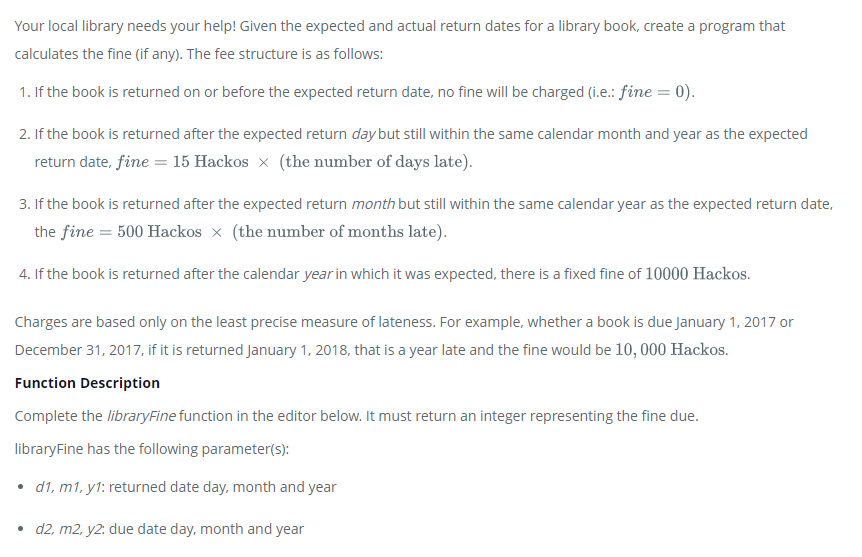 Your local library needs your help! Given the expected and actual return dates for a library book, create a program that
calculates the fine (if any). The fee structure is as follows:
1. If the book is returned on or before the expected return date, no fine will be charged (i.e.: fine = 0).
2. If the book is returned after the expected return day but still within the same calendar month and year as the expected
return date, fine = 15 Hackos × (the number of days late).
3. If the book is returned after the expected return month but still within the same calendar year as the expected return date,
the fine = 500 Hackos × (the number of months late).
4. If the book is returned after the calendar year in which it was expected, there is a fixed fine of 10000 Hackos.
Charges are based only on the least precise measure of lateness. For example, whether a book is due January 1, 2017 or
December 31, 2017, if it is returned January 1, 2018, that is a year late and the fine would be 10, 000 Hackos.
Function Description
Complete the libraryFine function in the editor below. It must return an integer representing the fine due.
libraryFine has the following parameter(s):
• d1, m1, y1: returned date day, month and year
• d2, m2, y2: due date day, month and year